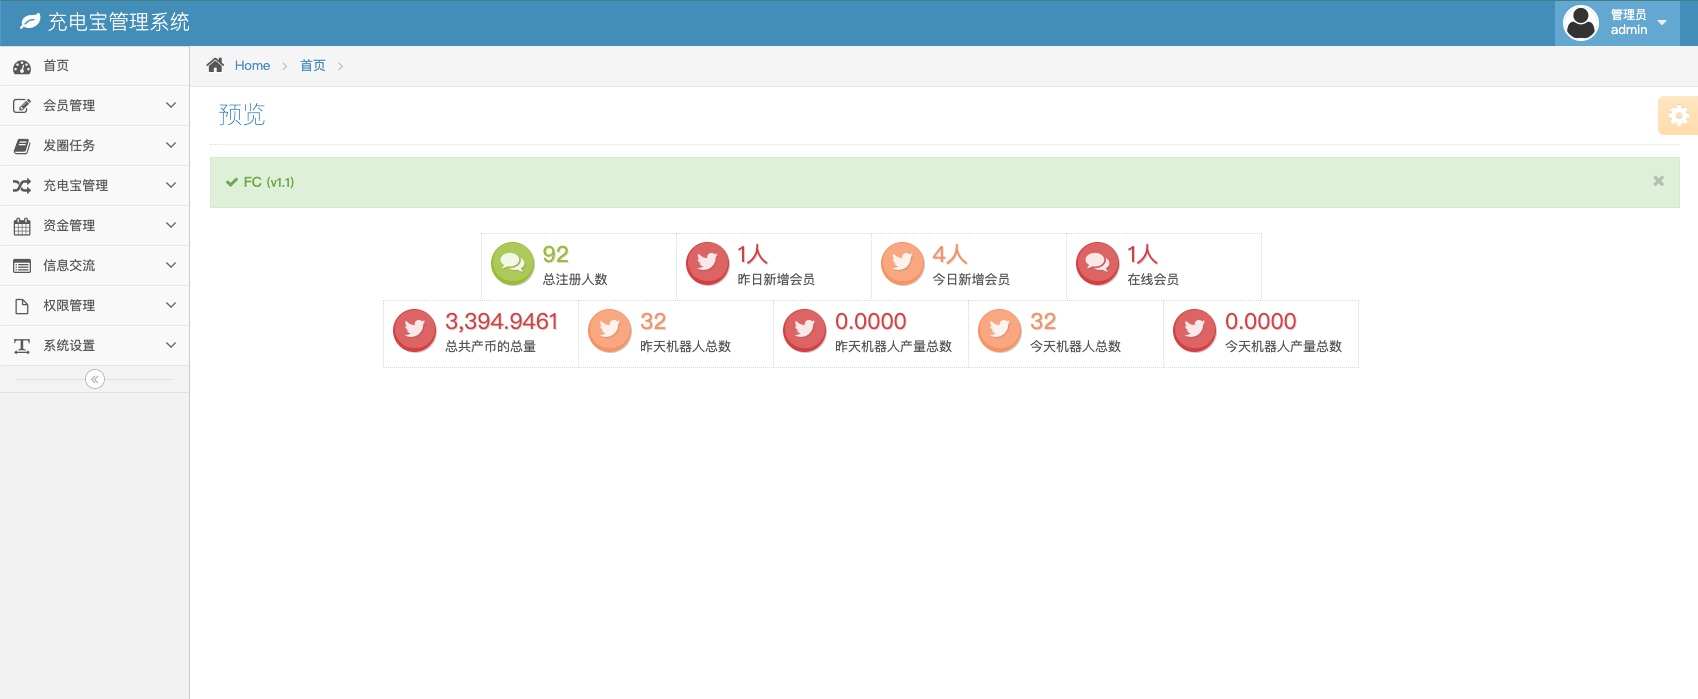 充电宝管理系统
管理员
admin
首页
会员管理
发圈任务
充电宝管理
资金管理
信息交流
权限管理
系统设置
Home
首页
预览
FC (v1.1)
92
总注册人数
1人
昨日新增会员
4人
今日新增会员
1人
在线会员
3,394.9461
总共产币的总量
32
昨天机器人总数
0.0000
昨天机器人产量总数
32
今天机器人总数
0.0000
今天机器人产量总数